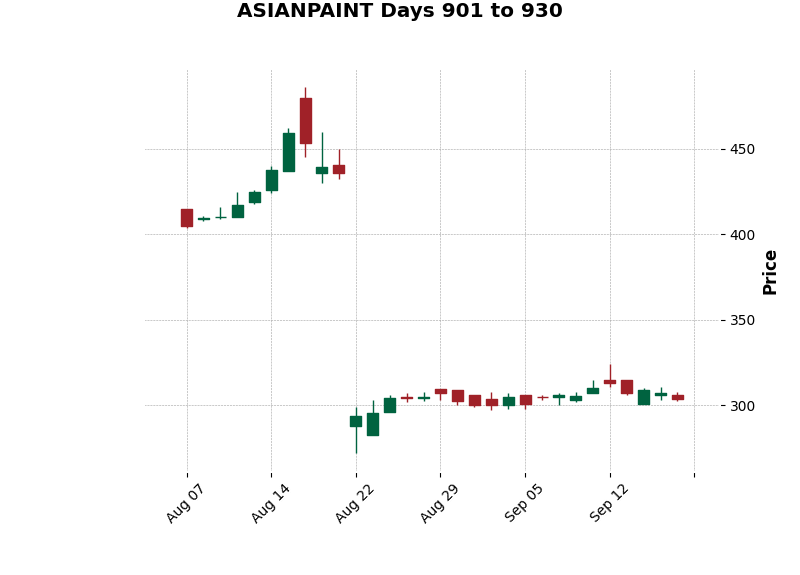 ASIANPAINT Days 901 to 930
450
400
350
300
Price
Aug 07
Aug 14
Aug 22
Aug 29
Sep 05
Sep 12